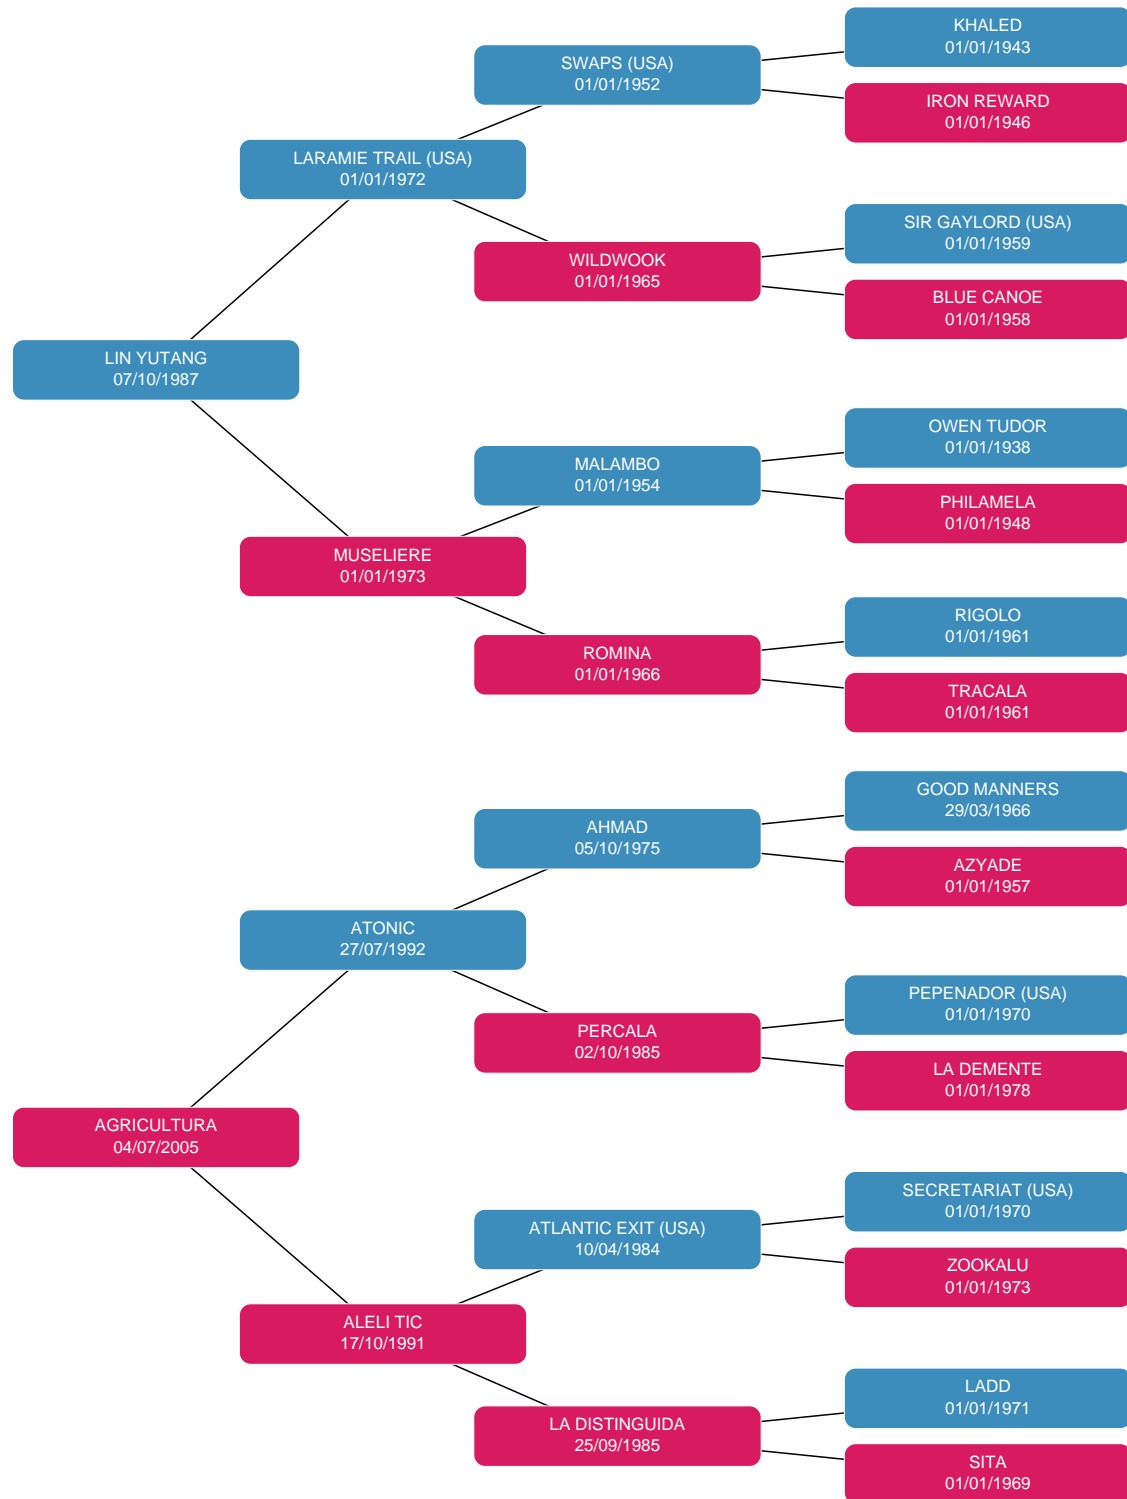 KHALED
01/01/1943
SWAPS (USA)
01/01/1952
IRON REWARD
01/01/1946
LARAMIE TRAIL (USA)
01/01/1972
SIR GAYLORD (USA)
01/01/1959
WILDWOOK
01/01/1965
BLUE CANOE
01/01/1958
LIN YUTANG
07/10/1987
OWEN TUDOR
01/01/1938
MALAMBO
01/01/1954
PHILAMELA
01/01/1948
MUSELIERE
01/01/1973
RIGOLO
01/01/1961
ROMINA
01/01/1966
TRACALA
01/01/1961
GOOD MANNERS
29/03/1966
AHMAD
05/10/1975
AZYADE
01/01/1957
ATONIC
27/07/1992
PEPENADOR (USA)
01/01/1970
PERCALA
02/10/1985
LA DEMENTE
01/01/1978
AGRICULTURA
04/07/2005
SECRETARIAT (USA)
01/01/1970
ATLANTIC EXIT (USA)
10/04/1984
ZOOKALU
01/01/1973
ALELI TIC
17/10/1991
LADD
01/01/1971
LA DISTINGUIDA
25/09/1985
SITA
01/01/1969